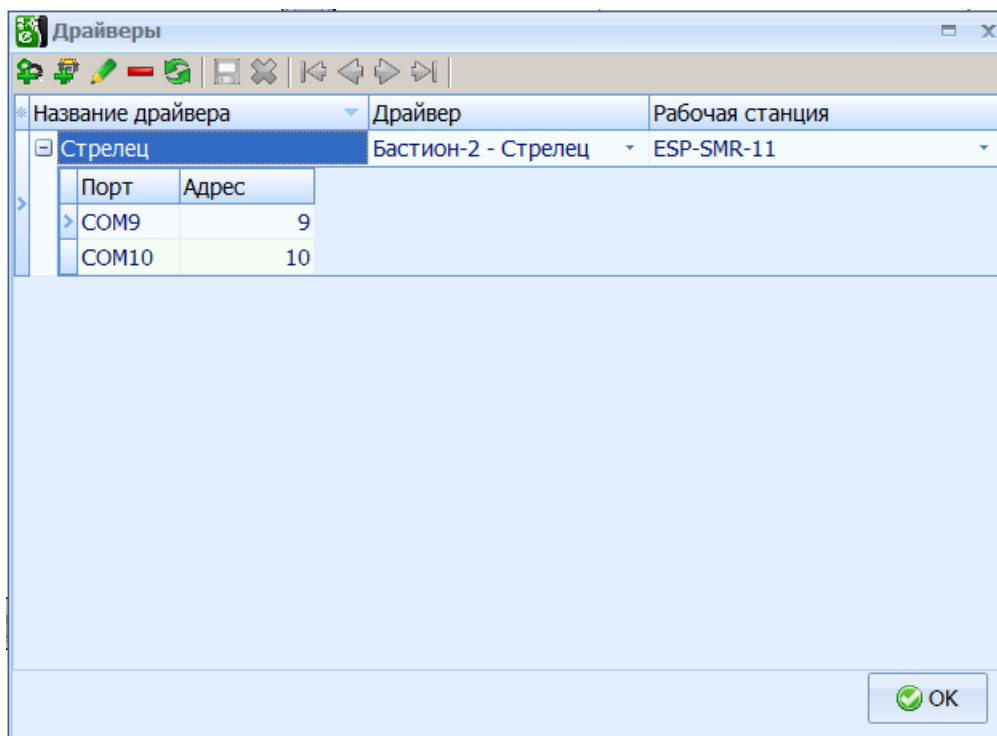 Драйверы
Название драйвера Драйвер Рабочая станция
Стрелец Бастион-2 - Стрелец ESP-SMR-11
Порт Адрес
COM9 9
COM10 10
OK